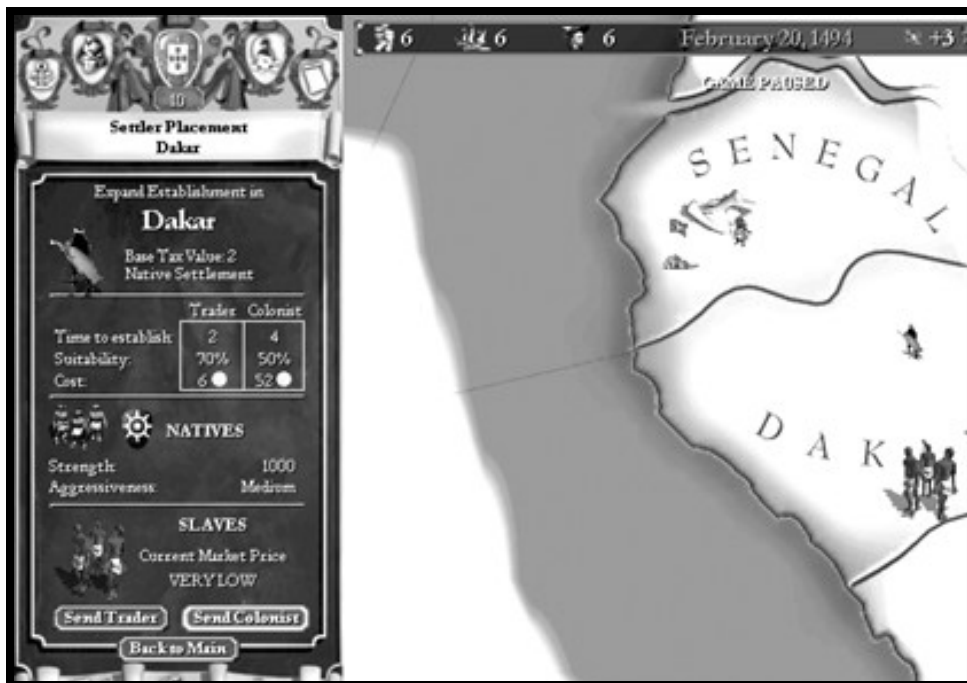 6 6 6 February 20, 1494 +3
GAME PAUSED
10
Settler Placement
Dakar
Expand Establishment in
Dakar
Base Tax Value: 2
Native Settlement
Trader Colonist
Time to establish: 2 4
Suitability: 70% 50%
Cost: 6 52
NATIVES
Strength: 1000
Aggressiveness: Medium
SLAVES
Current Market Price
VERY LOW
Send Trader Send Colonist
Back to Main
SENEGAL
DAK